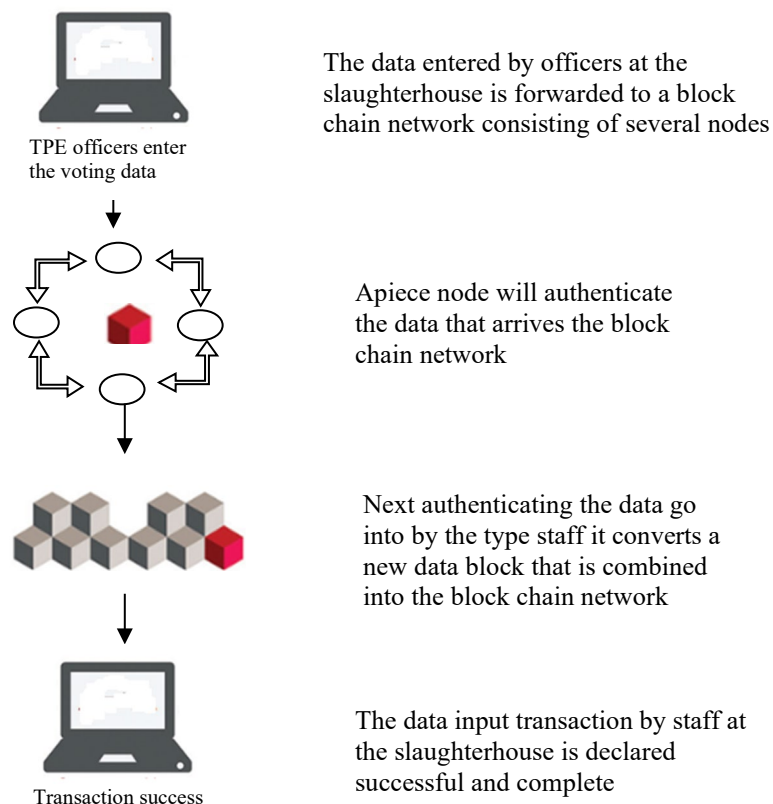 The data entered by officers at the
slaughterhouse is forwarded to a block
chain network consisting of several nodes
TPE officers enter
the voting data
Apiece node will authenticate
the data that arrives the block
chain network
Next authenticating the data go
into by the type staff it converts a
new data block that is combined
into the block chain network
The data input transaction by staff at
the slaughterhouse is declared
successful and complete
Transaction success